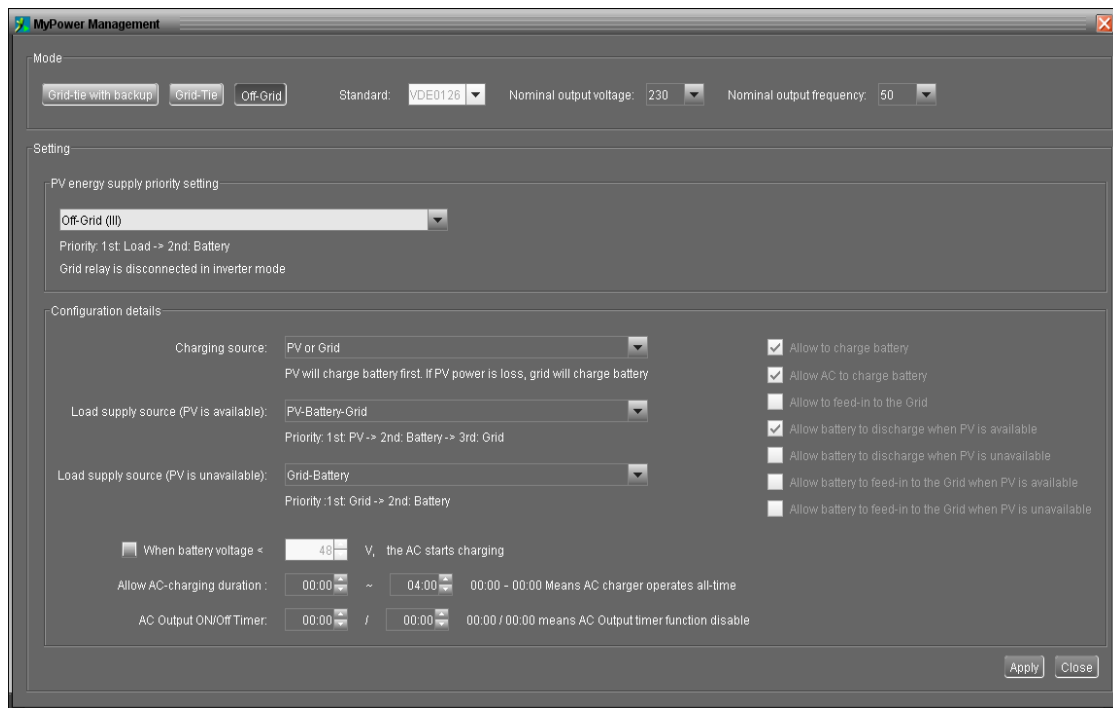 MyPower Management
Mode
Grid-tie with backup Grid-Tie Off-Grid Standard: VDE0126 Nominal output voltage: 230 Nominal output frequency: 50
Setting
PV energy supply priority setting
Off-Grid (III)
Priority: 1st: Load -> 2nd: Battery
Grid relay is disconnected in inverter mode
Configuration details
Charging source: PV or Grid
PV will charge battery first. If PV power is loss, grid will charge battery
Load supply source (PV is available): PV-Battery-Grid
Priority: 1st: PV -> 2nd: Battery -> 3rd: Grid
Load supply source (PV is unavailable): Grid-Battery
Priority :1st: Grid -> 2nd: Battery
Allow to charge battery
Allow AC to charge battery
Allow to feed-in to the Grid
Allow battery to discharge when PV is available
Allow battery to discharge when PV is unavailable
Allow battery to feed-in to the Grid when PV is available
Allow battery to feed-in to the Grid when PV is unavailable
When battery voltage < 48 V, the AC starts charging
Allow AC-charging duration : 00:00 ~ 04:00 00:00 - 00:00 Means AC charger operates all-time
AC Output ON/Off Timer: 00:00 / 00:00 00:00 / 00:00 means AC Output timer function disable
Apply Close